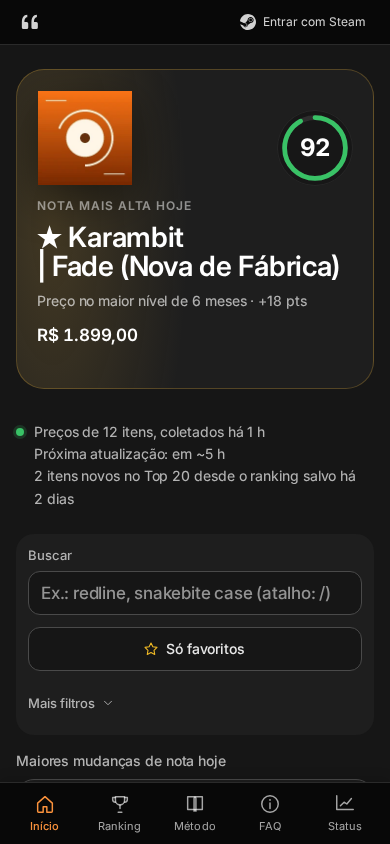 Entrar com Steam
92
NOTA MAIS ALTA HOJE
★ Karambit
| Fade (Nova de Fábrica)
Preço no maior nível de 6 meses · +18 pts
R$ 1.899,00
Preços de 12 itens, coletados há 1 h
Próxima atualização: em ~5 h
2 itens novos no Top 20 desde o ranking salvo há
2 dias
Buscar
Ex.: redline, snakebite case (atalho: /)
Só favoritos
Mais filtros
Maiores mudanças de nota hoje
Início
Ranking
Método
FAQ
Status